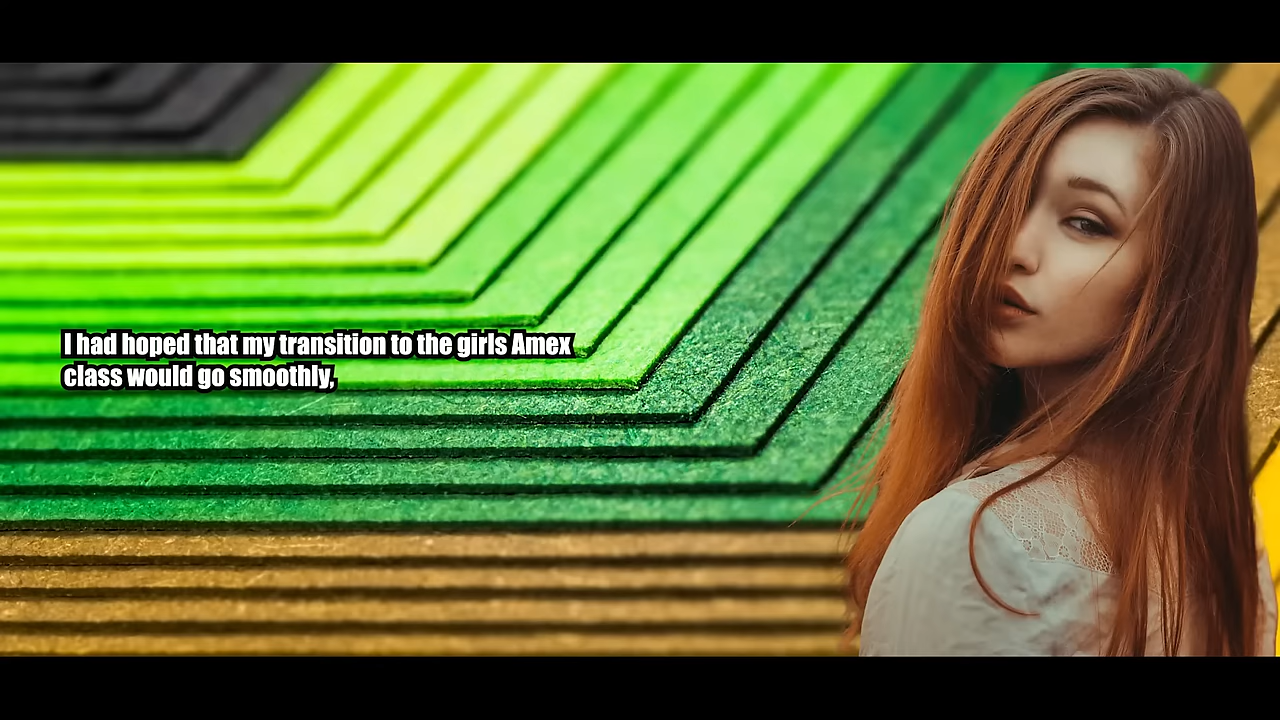 I had hoped that my transition to the girls Amex
class would go smoothly,